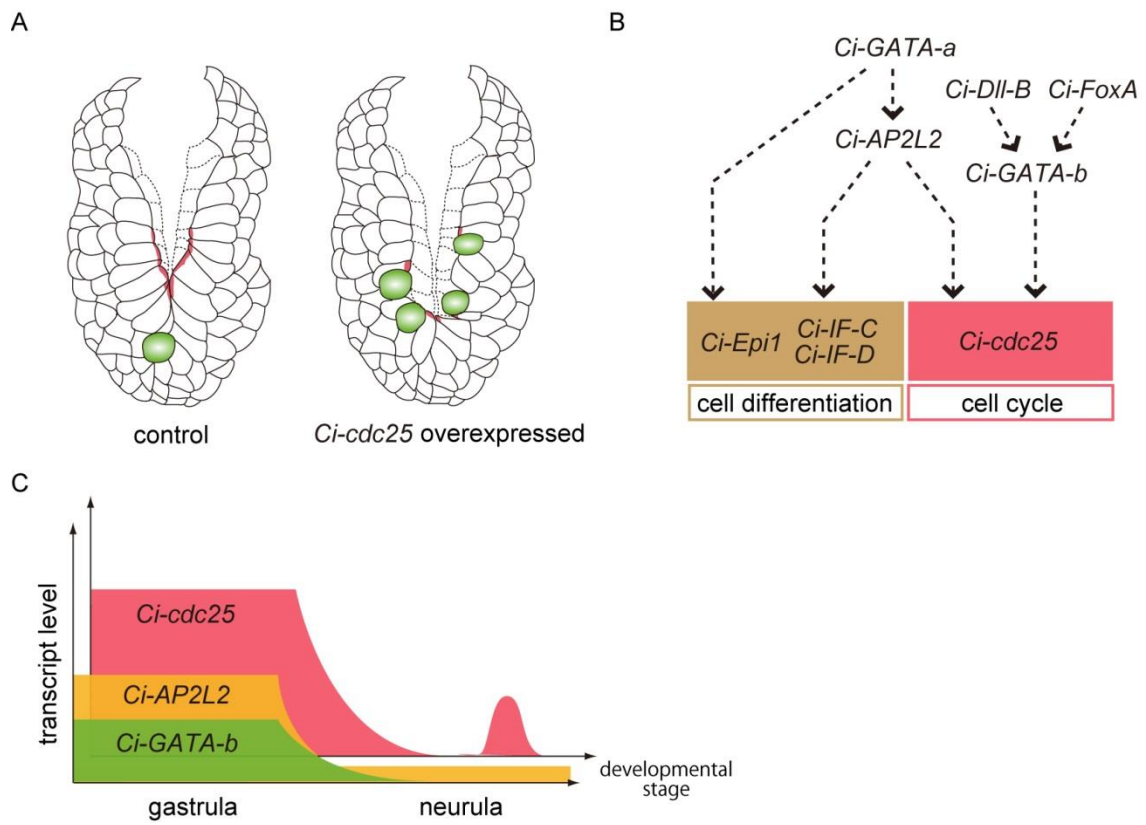 A
control
Ci-cdc25 overexpressed
B
Ci-GATA-a
Ci-Dll-B Ci-FoxA
Ci-AP2L2
Ci-GATA-b
Ci-Epi1
Ci-IF-C
Ci-IF-D
Ci-cdc25
cell differentiation
cell cycle
C
transcript level
Ci-cdc25
Ci-AP2L2
Ci-GATA-b
developmental
stage
gastrula
neurula